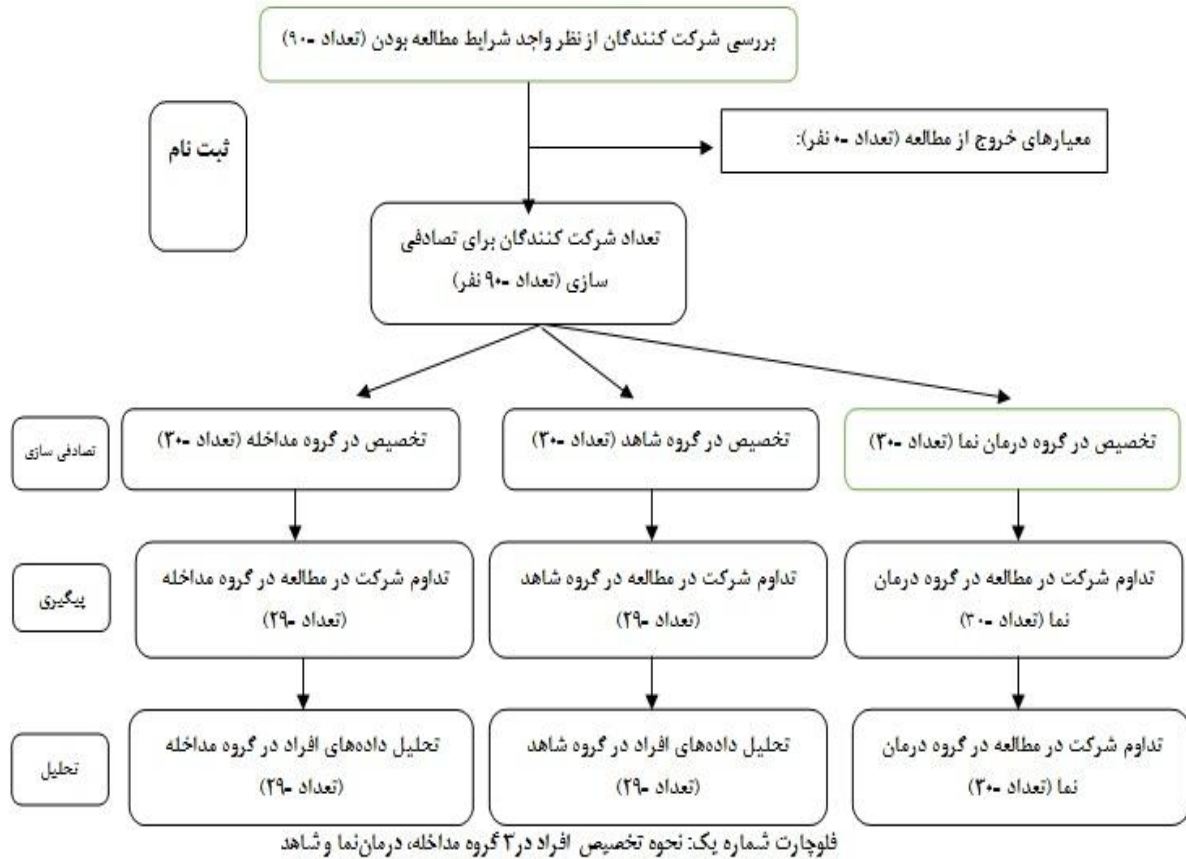 بررسی شرکت کنندگان از نظر واجد شرایط مطالعه بودن (تعداد =۹۰)
معیارهای خروج از مطالعه (تعداد =۰ نفر):
ثبت نام
تعداد شرکت کنندگان برای تصادفی
سازی (تعداد =۹۰ نفر)
تخصیص در گروه درمان نما (تعداد =۳۰)
تخصیص در گروه شاهد (تعداد =۳۰)
تخصیص در گروه مداخله (تعداد =۳۰)
تصادفی سازی
تداوم شرکت در مطالعه در گروه درمان
نما (تعداد =۳۰)
تداوم شرکت در مطالعه در گروه شاهد
(تعداد =۲۹)
تداوم شرکت در مطالعه در گروه مداخله
(تعداد =۲۹)
پیگیری
تداوم شرکت در مطالعه در گروه درمان
نما (تعداد =۳۰)
تحلیل داده‌های افراد در گروه شاهد
(تعداد =۲۹)
تحلیل داده‌های افراد در گروه مداخله
(تعداد =۲۹)
تحلیل
فلوچارت شماره یک: نحوه تخصیص افراد در۳ گروه مداخله، درمان‌نما و شاهد